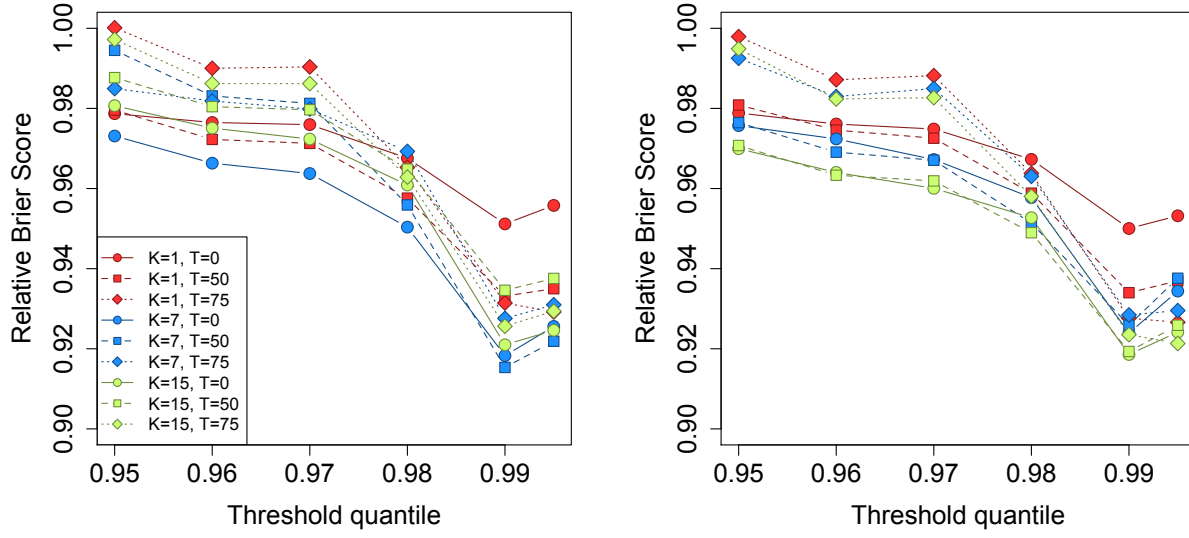 Relative Brier Score
1.00
0.98
0.96
0.94
0.92
0.90
K=1, T=0
K=1, T=50
K=1, T=75
K=7, T=0
K=7, T=50
K=7, T=75
K=15, T=0
K=15, T=50
K=15, T=75
0.95 0.96 0.97 0.98 0.99
Threshold quantile
Relative Brier Score
1.00
0.98
0.96
0.94
0.92
0.90
0.95 0.96 0.97 0.98 0.99
Threshold quantile